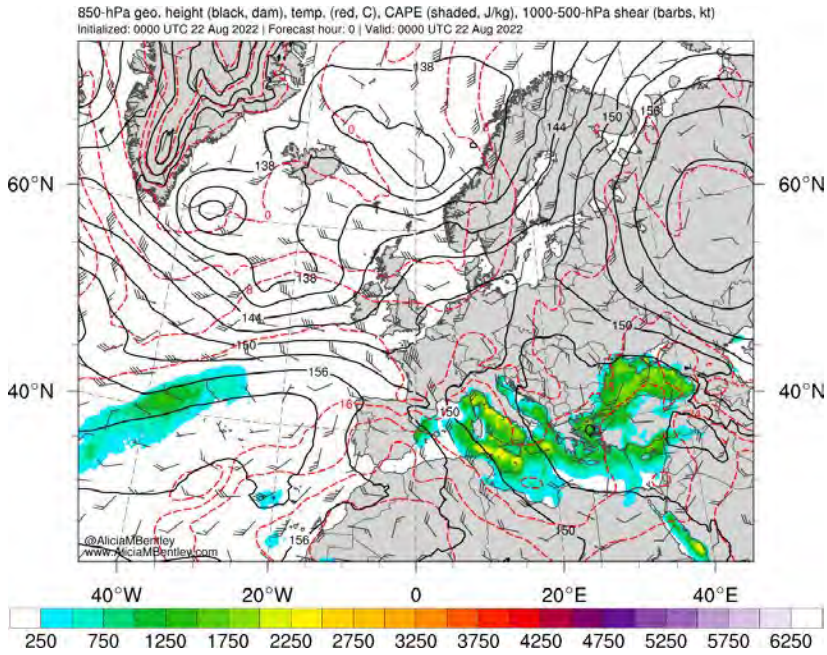 850-hPa geo. height (black, dam), temp. (red, C), CAPE (shaded, J/kg), 1000-500-hPa shear (barbs, kt)
Initialized: 0000 UTC 22 Aug 2022 | Forecast hour: 0 | Valid: 0000 UTC 22 Aug 2022
138
150
156
144
0
60°N
60°N
138
0
8
138
144
150
150
156
40°N
40°N
16
150
150
156
@AliciaMBentley
www.AliciaMBentley.com
40°W
20°W
0
20°E
40°E
250
750
1250
1750
2250
2750
3250
3750
4250
4750
5250
5750
6250